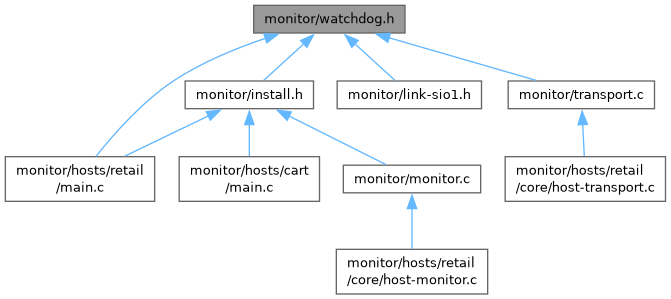 monitor/watchdog.h
monitor/install.h
monitor/link-sio1.h
monitor/transport.c
monitor/hosts/retail
/main.c
monitor/hosts/cart
/main.c
monitor/monitor.c
monitor/hosts/retail
/core/host-transport.c
monitor/hosts/retail
/core/host-monitor.c